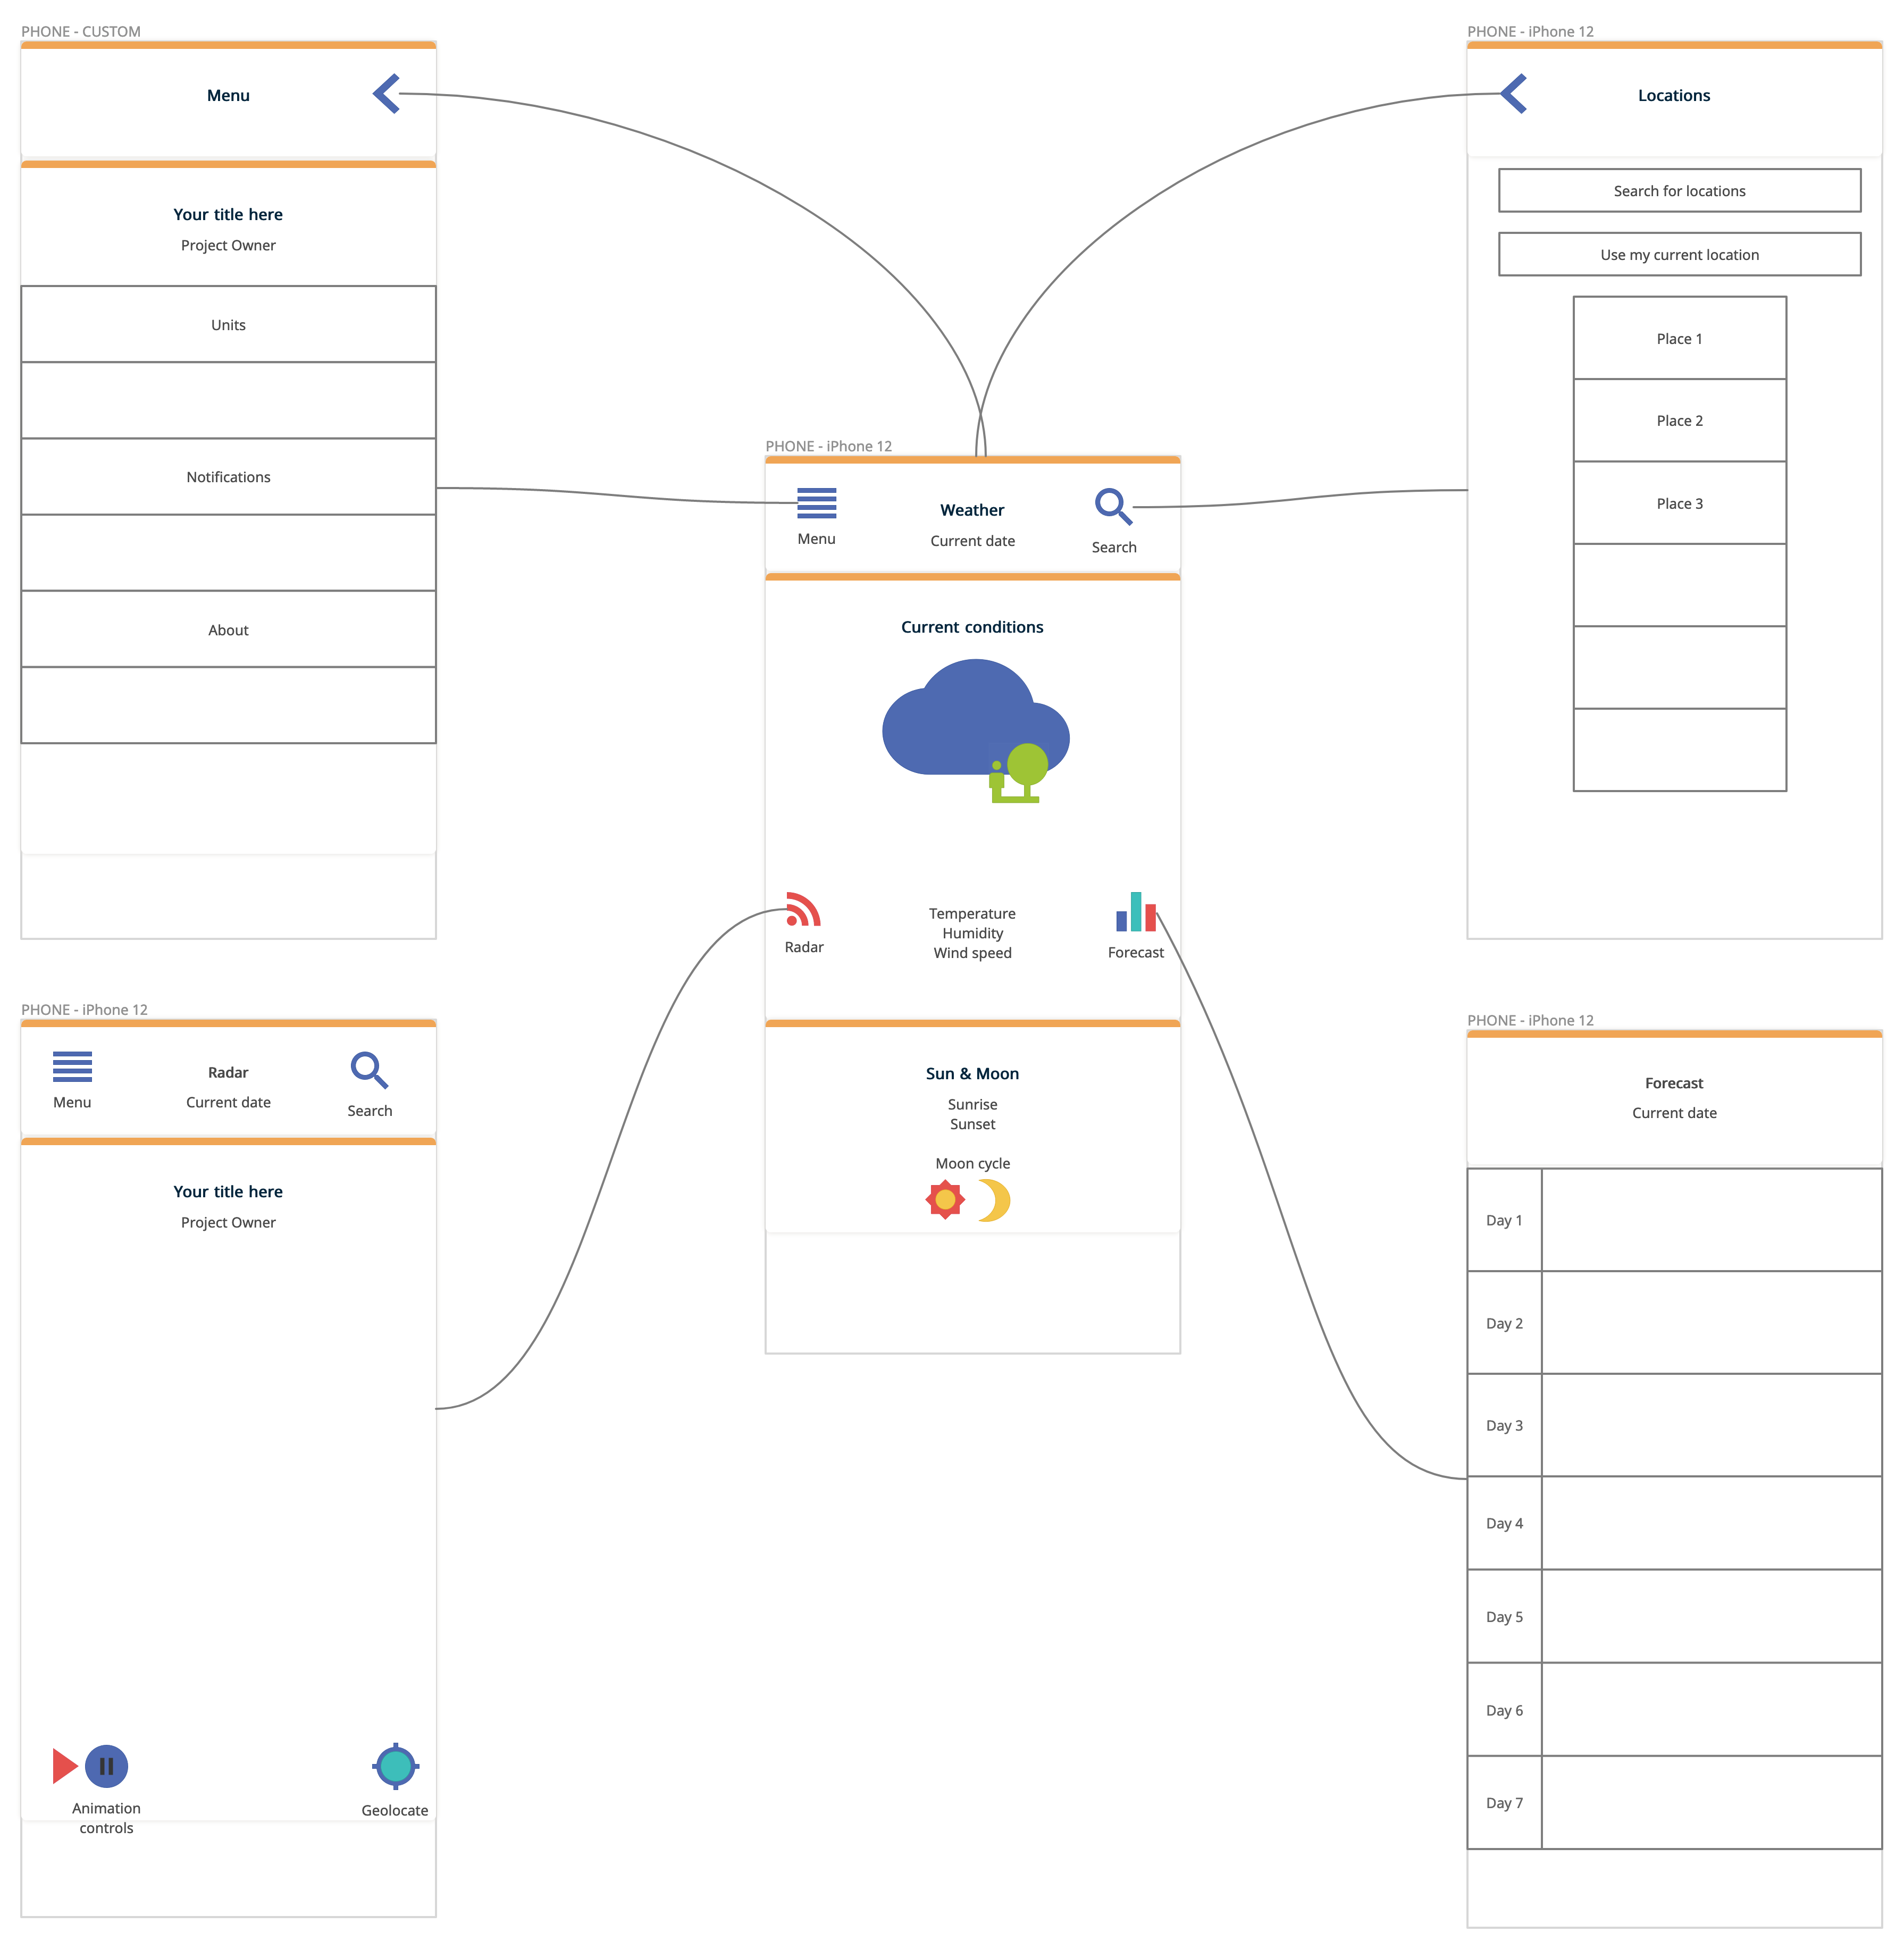 PHONE - CUSTOM
Menu
Your title here
Project Owner
Units
Notifications
About
PHONE - iPhone 12
Locations
Search for locations
Use my current location
Place 1
Place 2
Place 3
PHONE - iPhone 12
Menu
Weather
Current date
Search
Current conditions
Radar
Temperature
Humidity
Wind speed
Forecast
Sun & Moon
Sunrise
Sunset
Moon cycle
PHONE - iPhone 12
Menu
Radar
Current date
Search
Your title here
Project Owner
Animation
controls
Geolocate
PHONE - iPhone 12
Forecast
Current date
Day 1
Day 2
Day 3
Day 4
Day 5
Day 6
Day 7